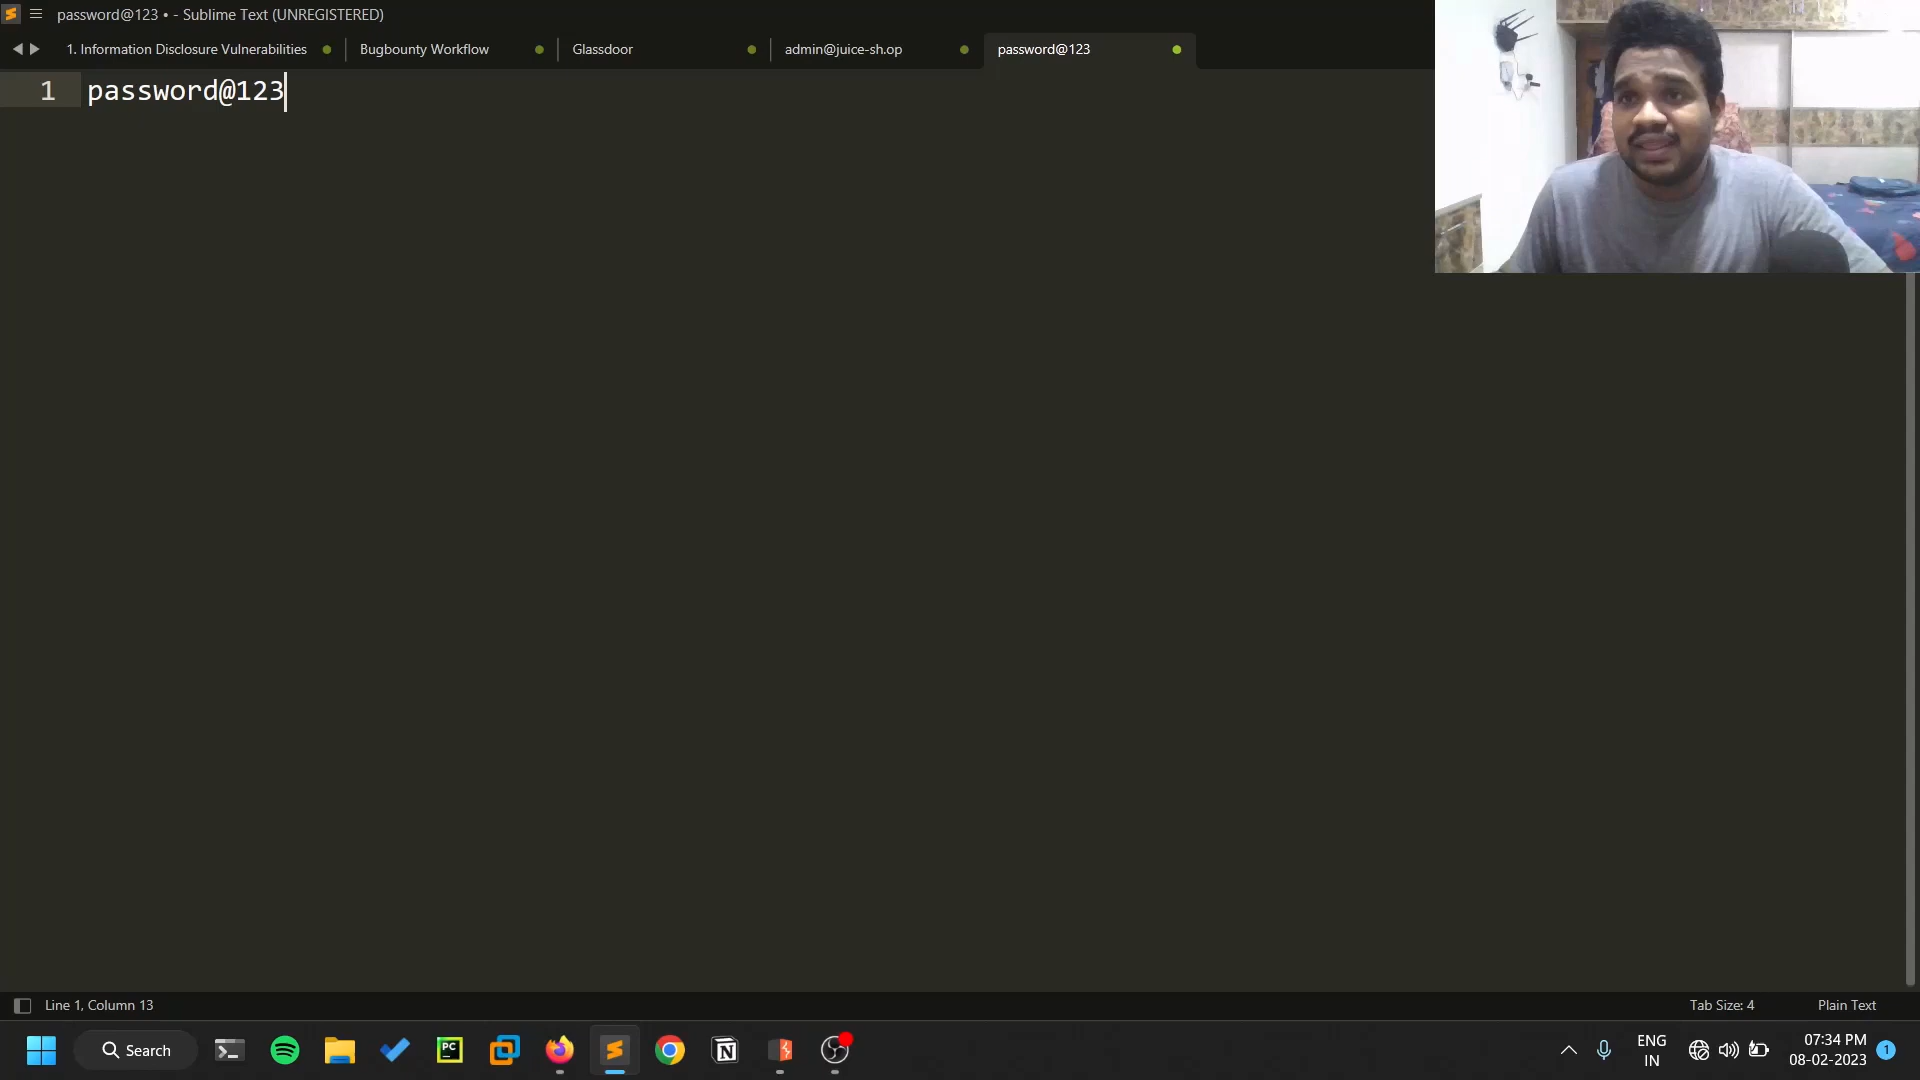 password@123 • - Sublime Text (UNREGISTERED)
1. Information Disclosure Vulnerabilities
Bugbounty Workflow
Glassdoor
admin@juice-sh.op
password@123
1 password@123
Line 1, Column 13
Tab Size: 4
Plain Text
Search
PC
ENG
IN
07:34 PM
08-02-2023
1